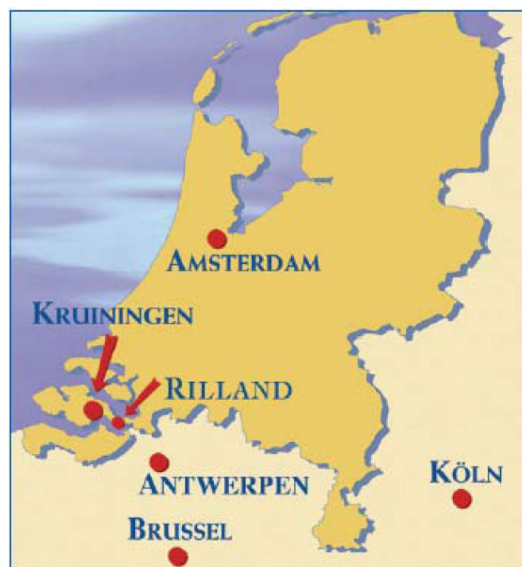 AMSTERDAM
KRUININGEN
RILLAND
ANTWERPEN
KÖLN
BRUSSEL